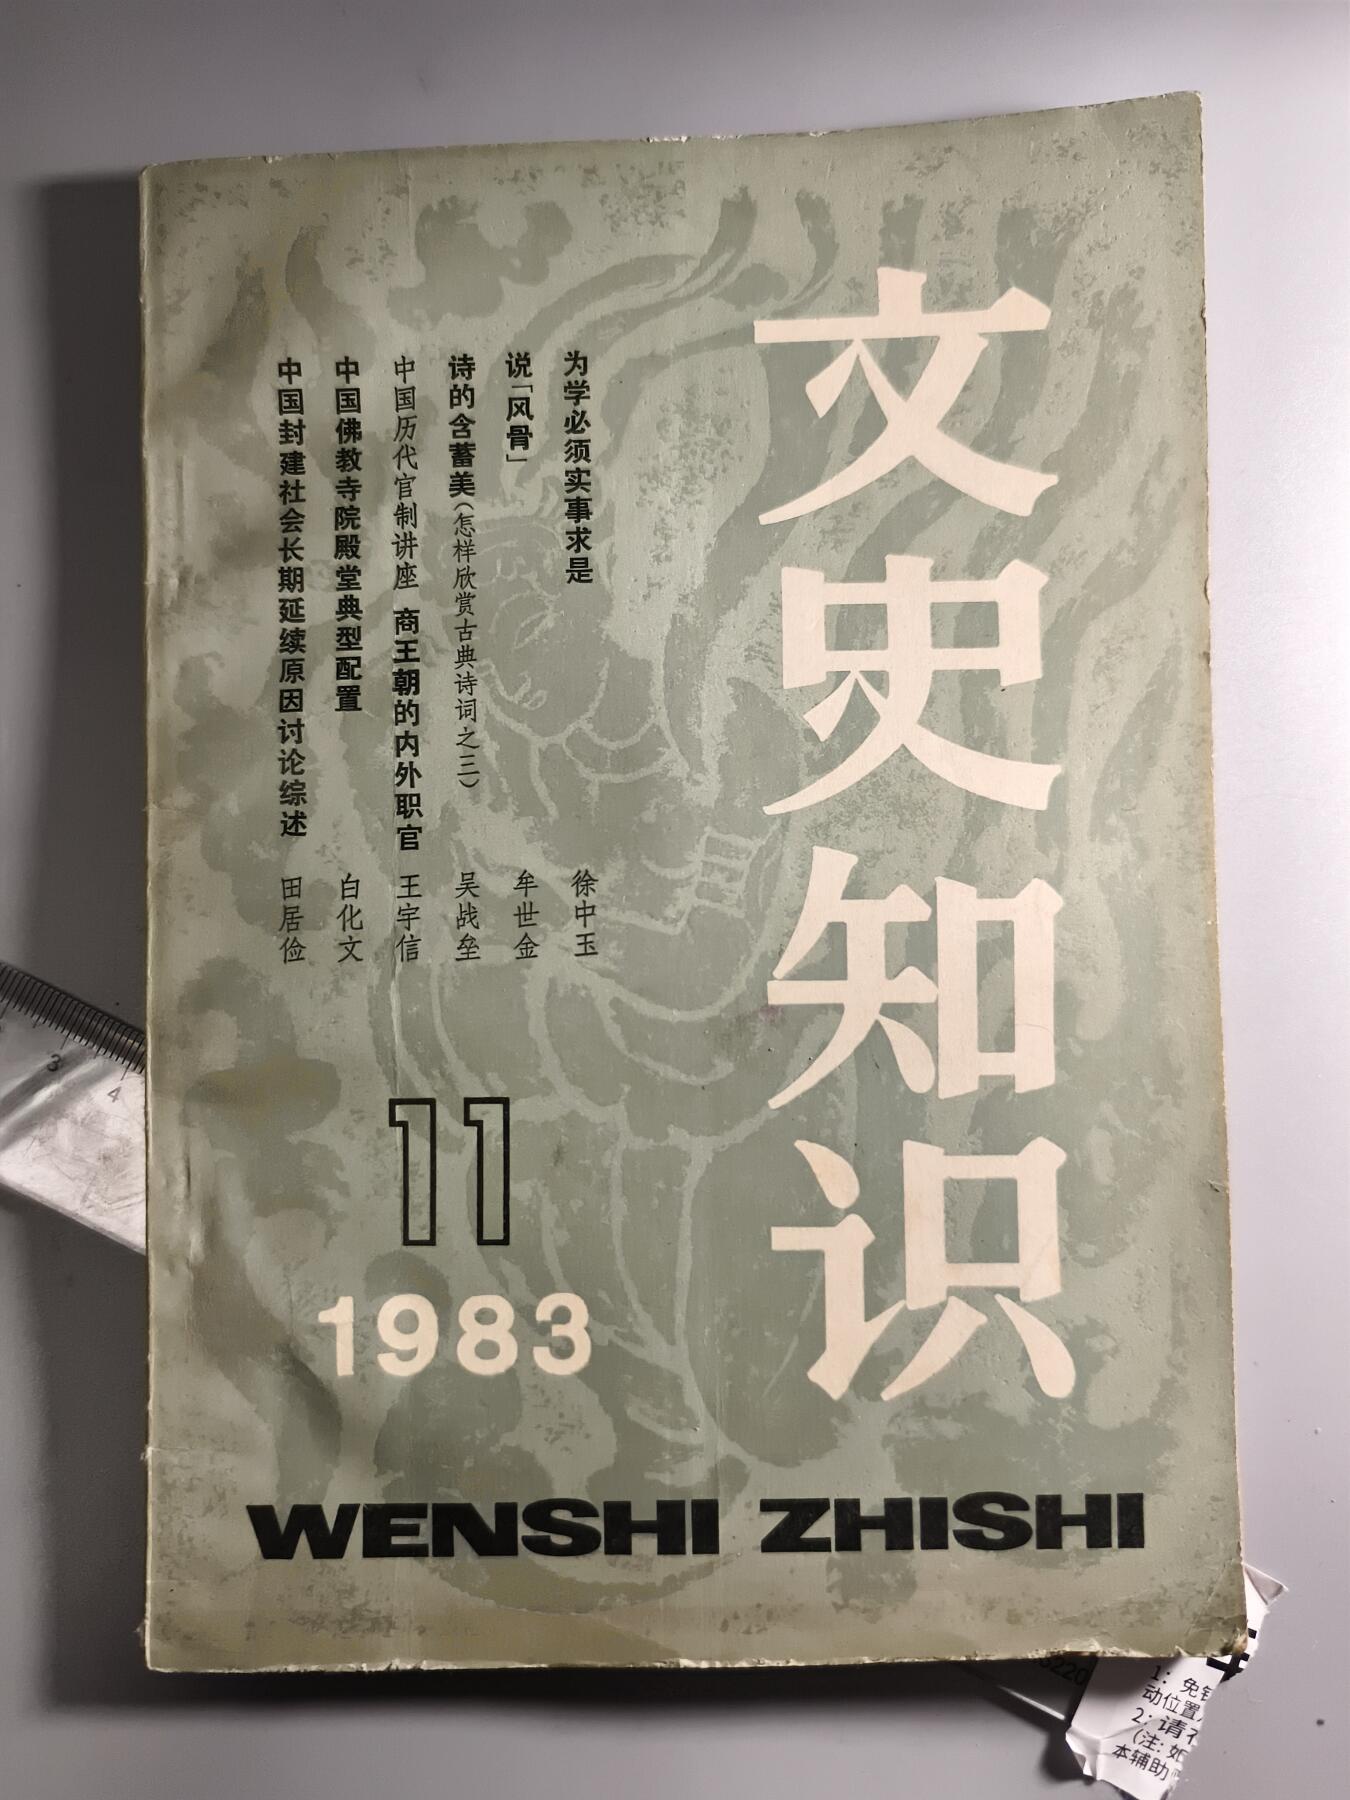 文史知识
为学必须实事求是 徐中玉
说「风骨」 牟世金
诗的含蓄美(怎样欣赏古典诗词之三) 吴战垒
中国历代官制讲座 商王朝的内外职官 王宇信
中国佛教寺院殿堂典型配置 白化文
中国封建社会长期延续原因讨论综述 田居俭
11
1983
WENSHI ZHISHI
3
4
220
1: 免
动位置
2: 请
(注: 如
本辅助